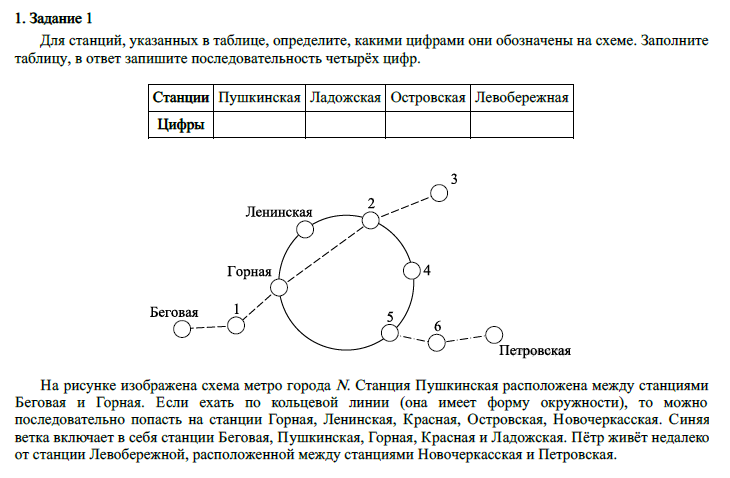 1. Задание 1
Для станций, указанных в таблице, определите, какими цифрами они обозначены на схеме. Заполните
таблицу, в ответ запишите последовательность четырёх цифр.
Станции Пушкинская Ладожская Островская Левобережная
Цифры
3
2
Ленинская
Горная
4
Беговая
1
5
6
Петровская
На рисунке изображена схема метро города N. Станция Пушкинская расположена между станциями
Беговая и Горная. Если ехать по кольцевой линии (она имеет форму окружности), то можно
последовательно попасть на станции Горная, Ленинская, Красная, Островская, Новочеркасская. Синяя
ветка включает в себя станции Беговая, Пушкинская, Горная, Красная и Ладожская. Пётр живёт недалеко
от станции Левобережной, расположенной между станциями Новочеркасская и Петровская.